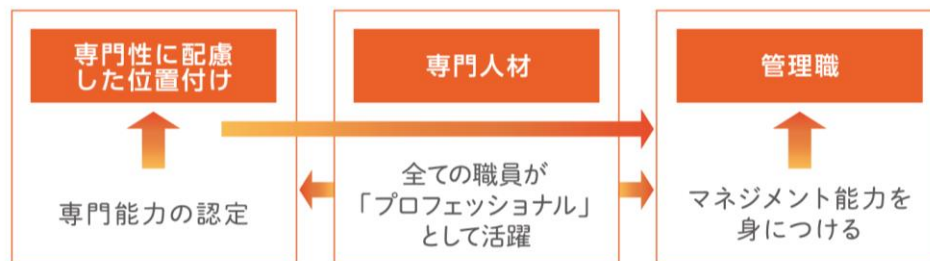 専門性に配慮
した位置付け
専門能力の認定
専門人材
全ての職員が
「プロフェッショナル」
として活躍
管理職
マネジメント能力を
身につける